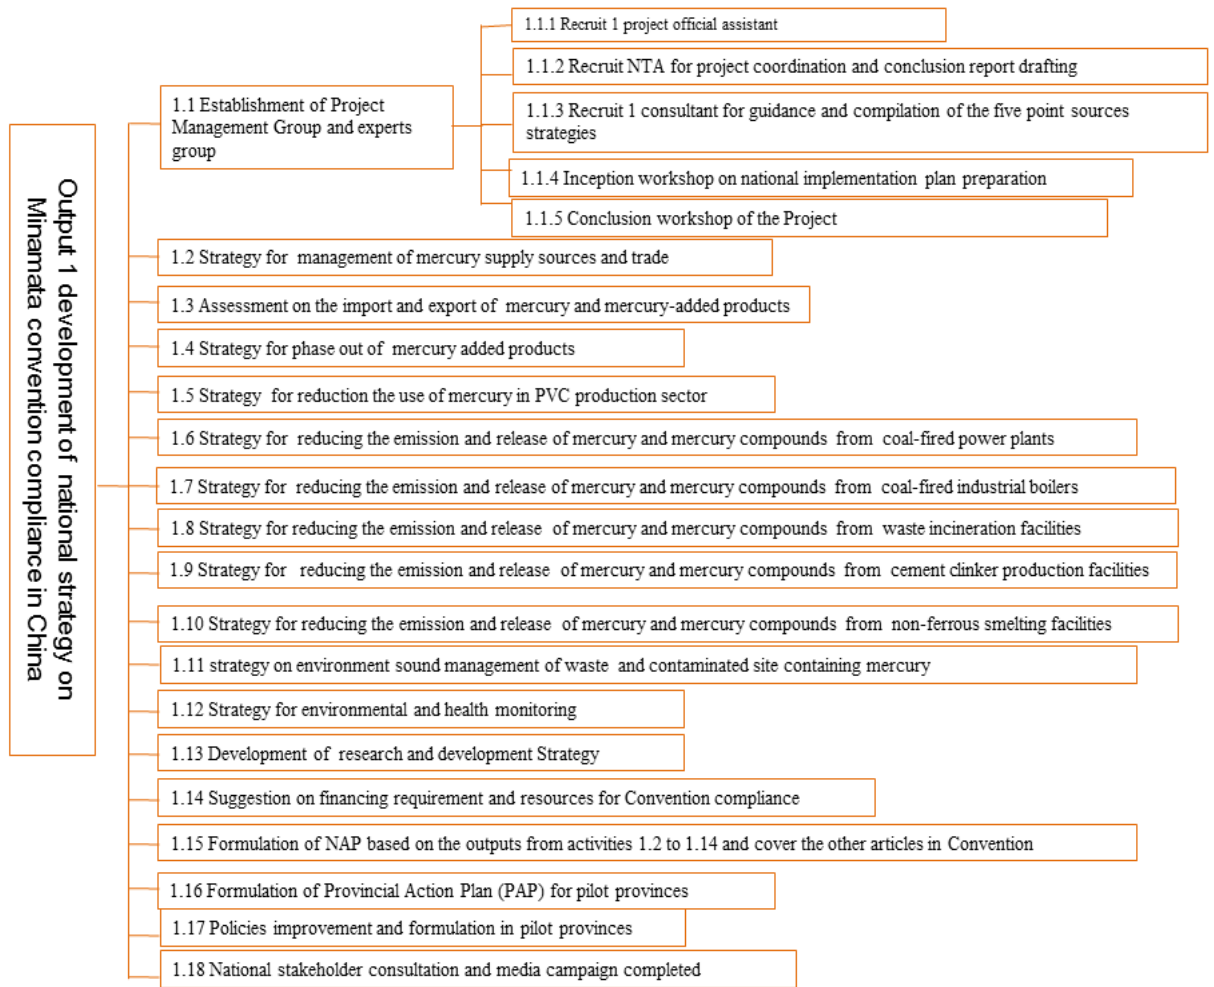 Output 1 development of national strategy on
Minamata convention compliance in China
1.1 Establishment of Project
Management Group and experts
group
1.1.1 Recruit 1 project official assistant
1.1.2 Recruit NTA for project coordination and conclusion report drafting
1.1.3 Recruit 1 consultant for guidance and compilation of the five point sources
strategies
1.1.4 Inception workshop on national implementation plan preparation
1.1.5 Conclusion workshop of the Project
1.2 Strategy for management of mercury supply sources and trade
1.3 Assessment on the import and export of mercury and mercury-added products
1.4 Strategy for phase out of mercury added products
1.5 Strategy for reduction the use of mercury in PVC production sector
1.6 Strategy for reducing the emission and release of mercury and mercury compounds from coal-fired power plants
1.7 Strategy for reducing the emission and release of mercury and mercury compounds from coal-fired industrial boilers
1.8 Strategy for reducing the emission and release of mercury and mercury compounds from waste incineration facilities
1.9 Strategy for reducing the emission and release of mercury and mercury compounds from cement clinker production facilities
1.10 Strategy for reducing the emission and release of mercury and mercury compounds from non-ferrous smelting facilities
1.11 strategy on environment sound management of waste and contaminated site containing mercury
1.12 Strategy for environmental and health monitoring
1.13 Development of research and development Strategy
1.14 Suggestion on financing requirement and resources for Convention compliance
1.15 Formulation of NAP based on the outputs from activities 1.2 to 1.14 and cover the other articles in Convention
1.16 Formulation of Provincial Action Plan (PAP) for pilot provinces
1.17 Policies improvement and formulation in pilot provinces
1.18 National stakeholder consultation and media campaign completed